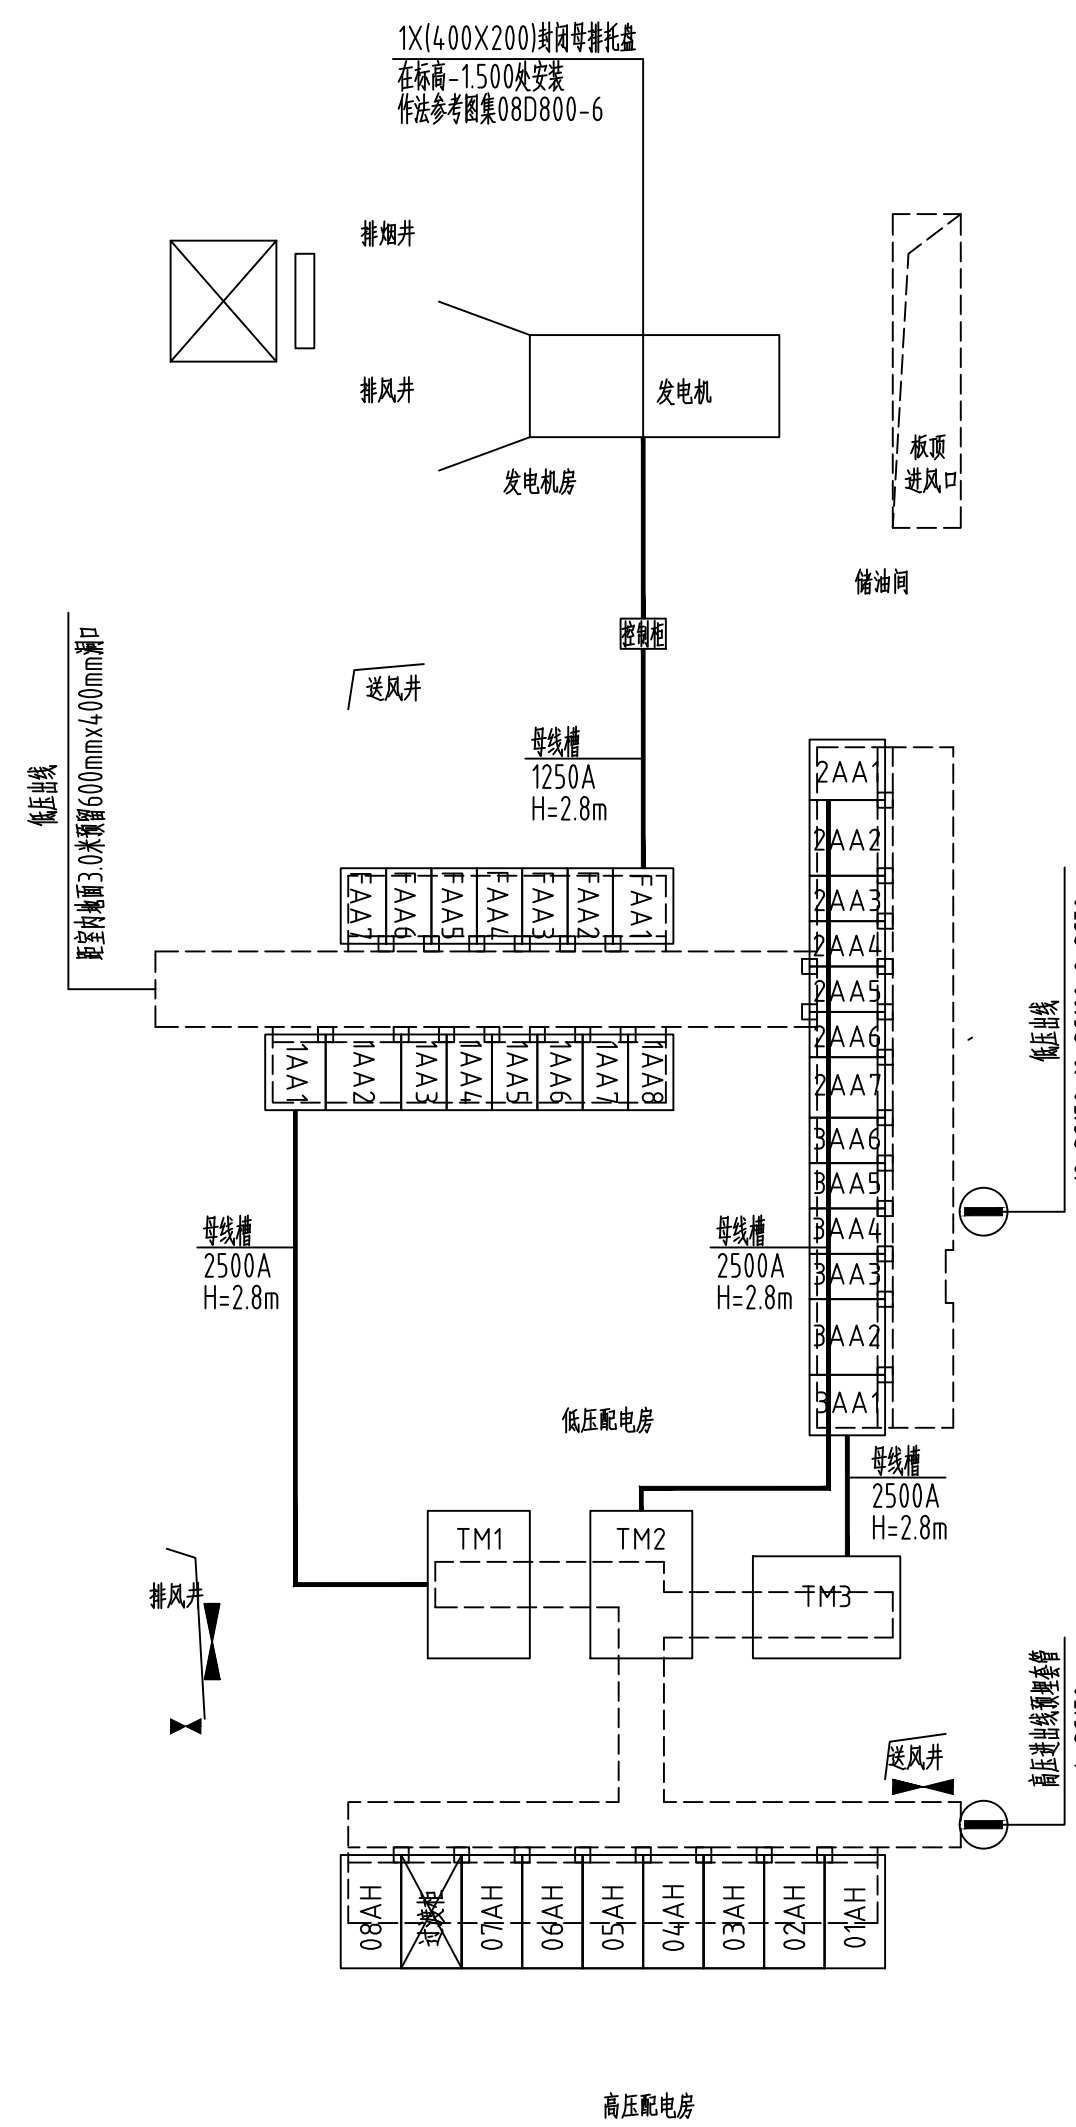 1X(400X200)封闭母排托盘
在标高-1.500处安装
作法参考图集08D800-6
排烟井
排风井
发电机
发电机房
板顶
进风口
储油间
控制柜
送风井
母线槽
1250A
H=2.8m
低压出线
距室内地面3.0米预留600mmx400mm洞口
FAA7
FAA6
FAA5
FAA4
FAA3
FAA2
FAA1
1AA1
1AA2
1AA3
1AA4
1AA5
1AA6
1AA7
1AA8
2AA1
2AA2
2AA3
2AA4
2AA5
2AA6
2AA7
3AA6
3AA5
3AA4
3AA3
3AA2
3AA1
低压出线
母线槽
2500A
H=2.8m
母线槽
2500A
H=2.8m
低压配电房
母线槽
2500A
H=2.8m
TM1
TM2
TM3
排风井
送风井
高压进出线预埋套管
08AH
过渡柜
07AH
06AH
05AH
04AH
03AH
02AH
01AH
高压配电房